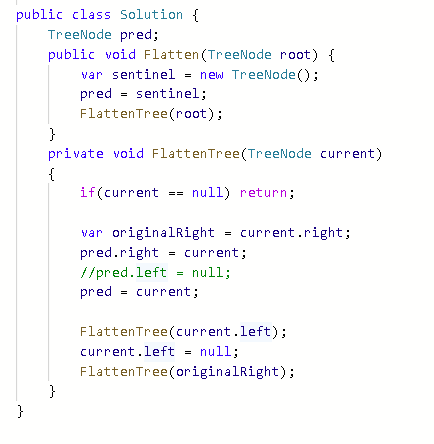 public class Solution {
    TreeNode pred;
    public void Flatten(TreeNode root) {
        var sentinel = new TreeNode();
        pred = sentinel;
        FlattenTree(root);
    }
    private void FlattenTree(TreeNode current)
    {
        if(current == null) return;

        var originalRight = current.right;
        pred.right = current;
        //pred.left = null;
        pred = current;

        FlattenTree(current.left);
        current.left = null;
        FlattenTree(originalRight);
    }
}